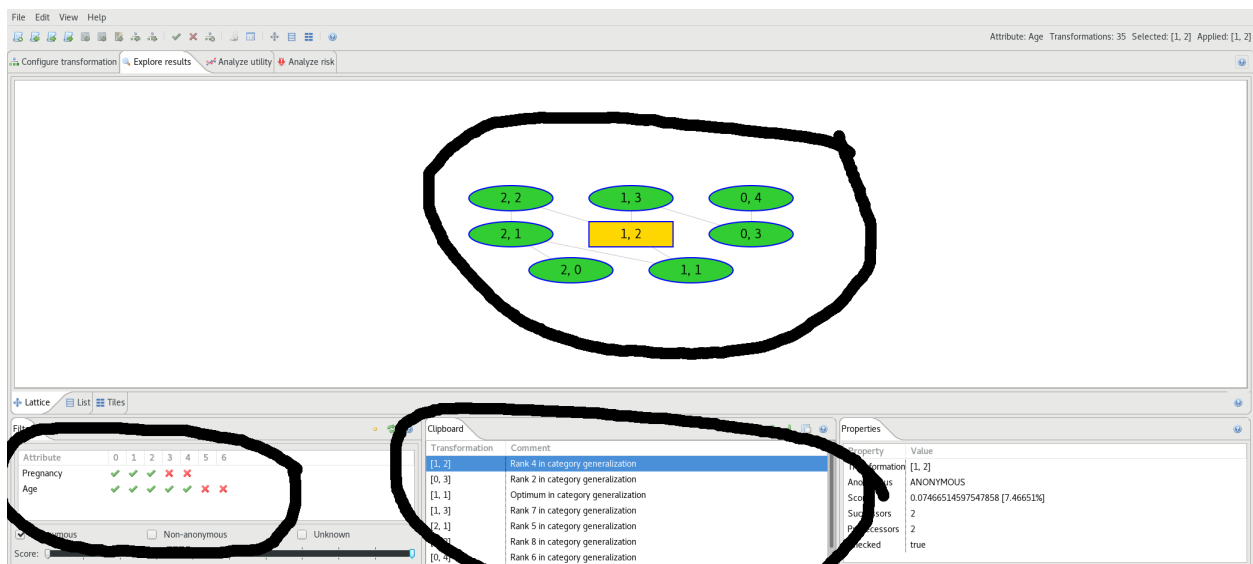 File Edit View Help
Attribute: Age Transformations: 35 Selected: [1, 2] Applied: [1, 2]
Configure transformation Explore results Analyze utility Analyze risk
2, 2 1, 3 0, 4
2, 1 1, 2 0, 3
2, 0 1, 1
Lattice List Tiles
Clipboard
Properties
Attribute 0 1 2 3 4 5 6
Pregnancy
Age
Non-anonymous Unknown
Score:
Transformation Comment
[1, 2] Rank 4 in category generalization
[0, 3] Rank 2 in category generalization
[1, 1] Optimum in category generalization
[1, 3] Rank 7 in category generalization
[2, 1] Rank 5 in category generalization
Rank 8 in category generalization
[0, 4] Rank 6 in category generalization
Property Value
[1, 2]
ANONYMOUS
0.07466514597547858 [7.46651%]
2
2
true